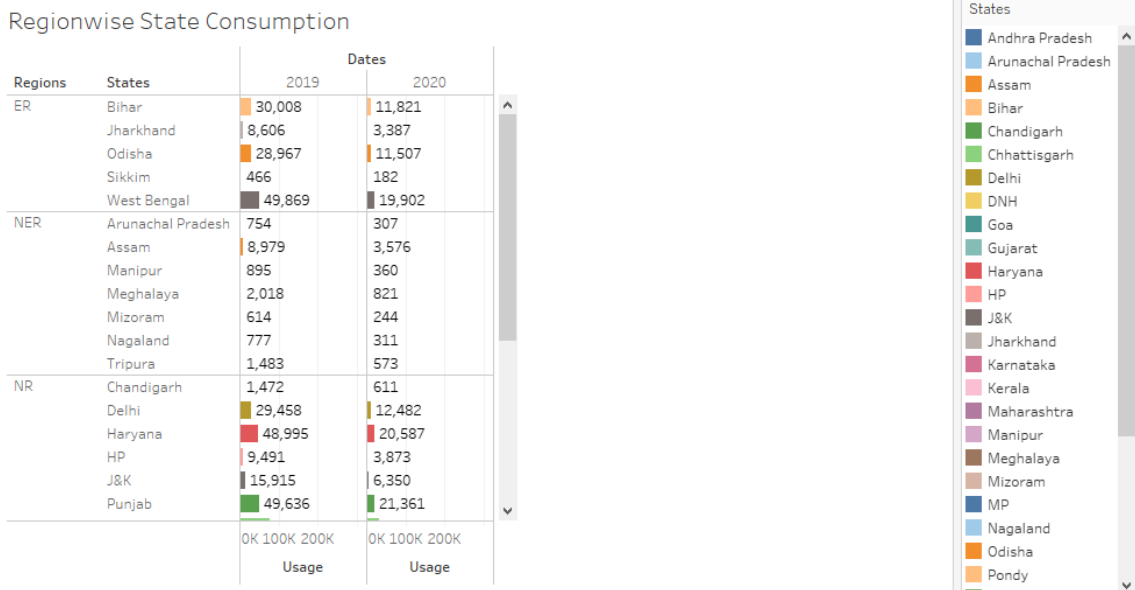 Regionwise State Consumption
Dates
Regions States 2019 2020
ER Bihar 30,008 11,821
Jharkhand 8,606 3,387
Odisha 28,967 11,507
Sikkim 466 182
West Bengal 49,869 19,902
NER Arunachal Pradesh 754 307
Assam 8,979 3,576
Manipur 895 360
Meghalaya 2,018 821
Mizoram 614 244
Nagaland 777 311
Tripura 1,483 573
NR Chandigarh 1,472 611
Delhi 29,458 12,482
Haryana 48,995 20,587
HP 9,491 3,873
J&K 15,915 6,350
Punjab 49,636 21,361
0K 100K 200K 0K 100K 200K
Usage Usage
States
Andhra Pradesh
Arunachal Pradesh
Assam
Bihar
Chandigarh
Chhattisgarh
Delhi
DNH
Goa
Gujarat
Haryana
HP
J&K
Jharkhand
Karnataka
Kerala
Maharashtra
Manipur
Meghalaya
Mizoram
MP
Nagaland
Odisha
Pondy